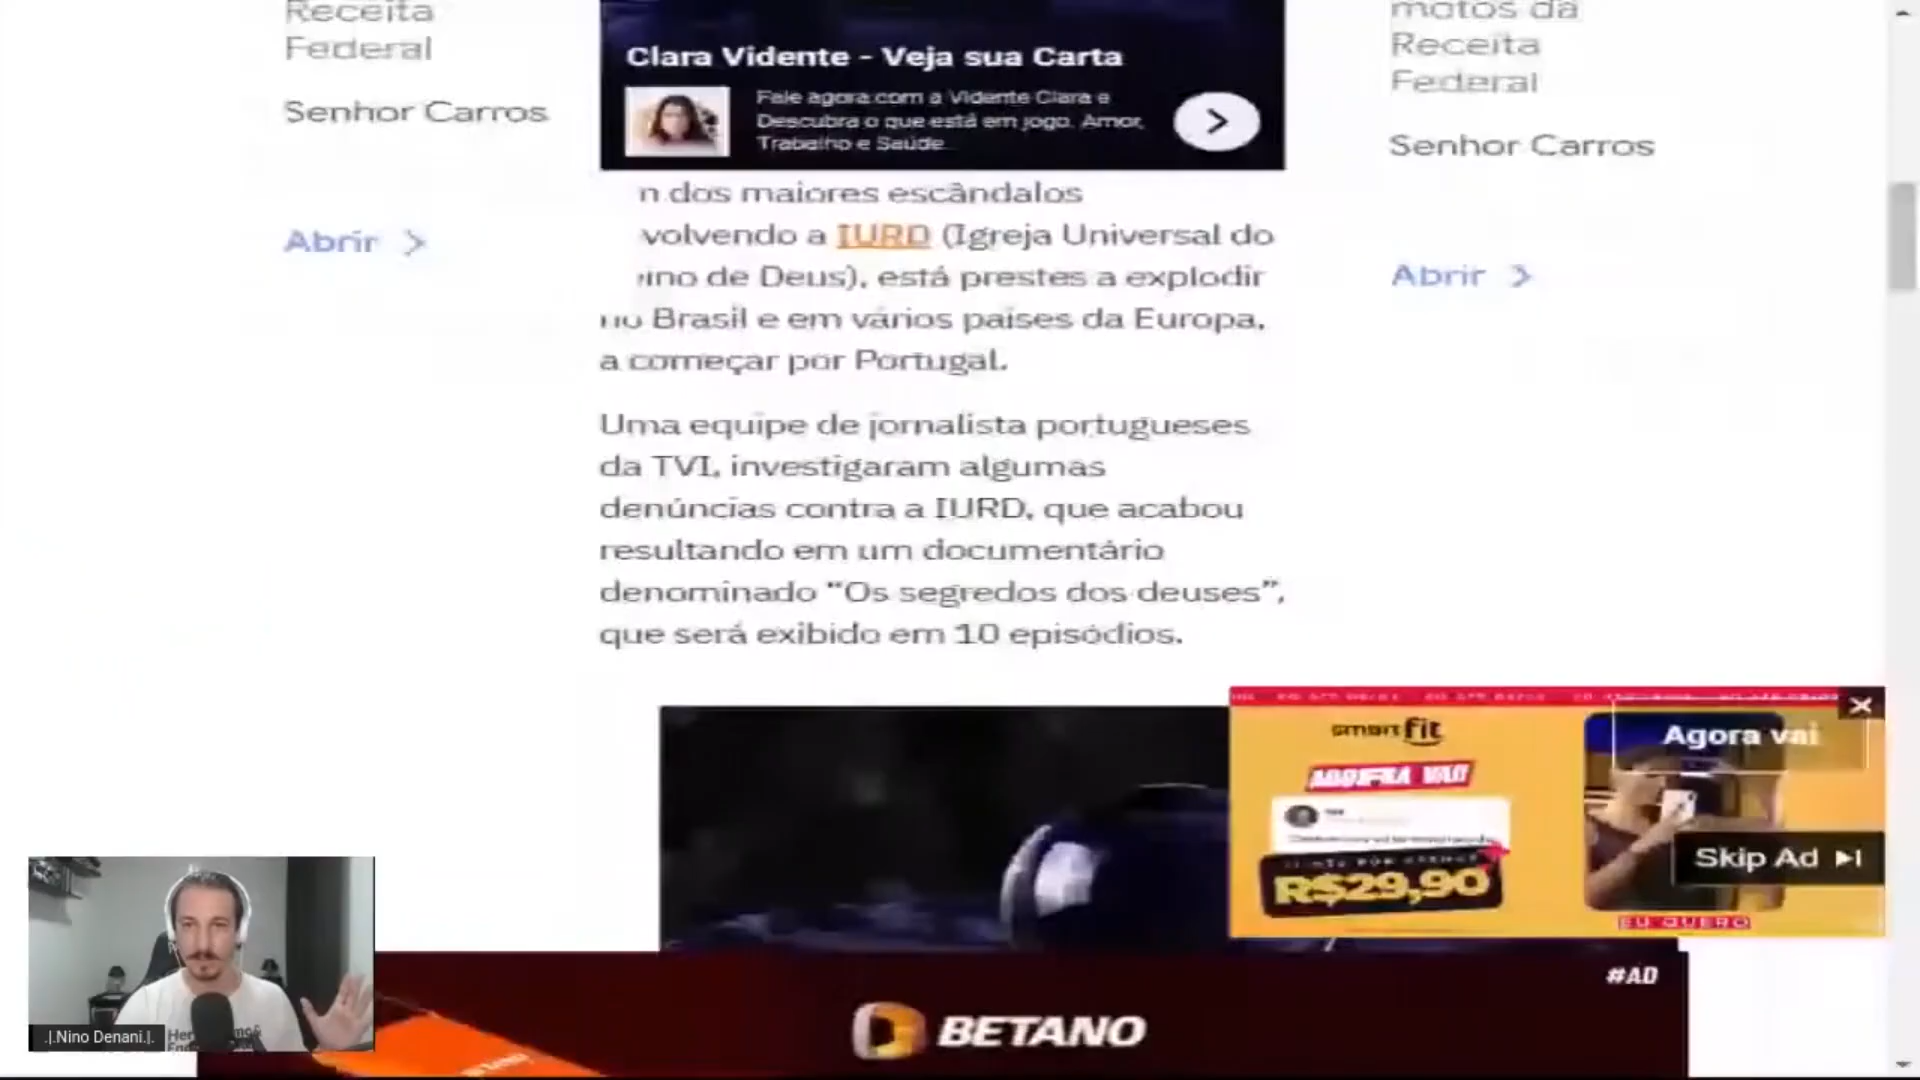 Receita
Federal
Senhor Carros
Abrir
Clara Vidente - Veja sua Carta
Fale agora com a Vidente Clara e
Descubra o que está em jogo. Amor,
Trabalho e Saúde.
motos da
Receita
Federal
Senhor Carros
Abrir
n dos maiores escândalos
volvendo a IURD (Igreja Universal do
ino de Deus), está prestes a explodir
no Brasil e em vários países da Europa,
a começar por Portugal.
Uma equipe de jornalista portugueses
da TVI, investigaram algumas
denúncias contra a IURD, que acabou
resultando em um documentário
denominado “Os segredos dos deuses”,
que será exibido em 10 episódios.
smart fit
Agora vai
R$29,90
Skip Ad
EU QUERO
#AD
BETANO
.|.Nino Denani.|.